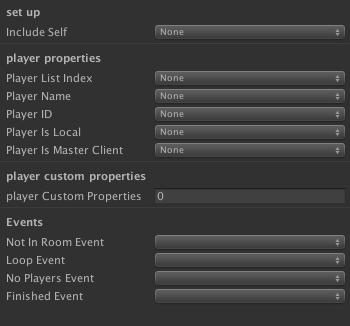 set up
Include Self None
player properties
Player List Index None
Player Name None
Player ID None
Player Is Local None
Player Is Master Client None
player custom properties
player Custom Properties 0
Events
Not In Room Event
Loop Event
No Players Event
Finished Event